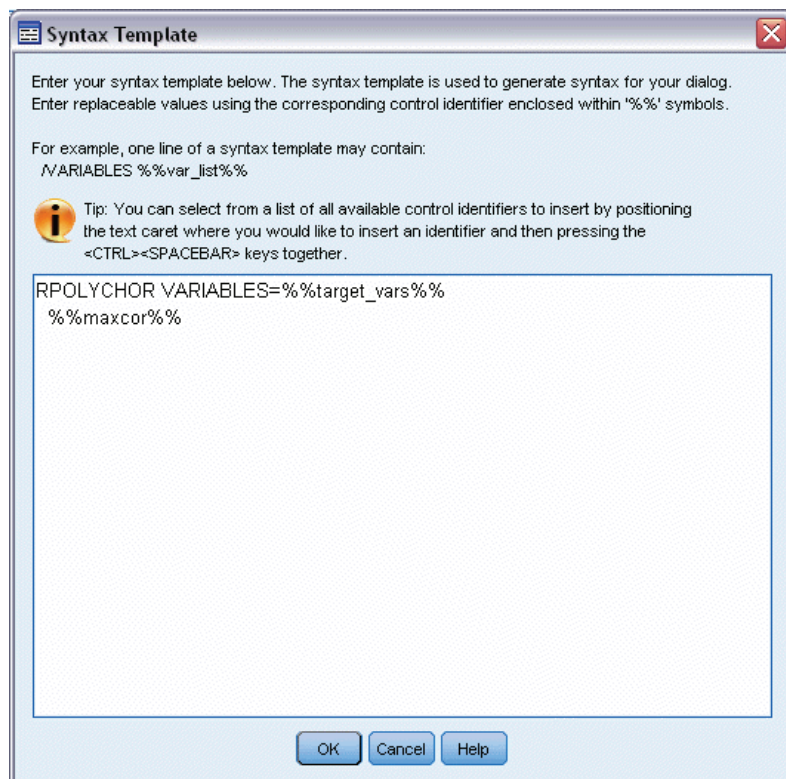 Syntax Template
Enter your syntax template below. The syntax template is used to generate syntax for your dialog.
Enter replaceable values using the corresponding control identifier enclosed within '%%' symbols.
For example, one line of a syntax template may contain:
/VARIABLES %%var_list%%
Tip: You can select from a list of all available control identifiers to insert by positioning
the text caret where you would like to insert an identifier and then pressing the
<CTRL><SPACEBAR> keys together.
RPOLYCHOR VARIABLES=%%target_vars%%
%%maxcor%%
OK Cancel Help